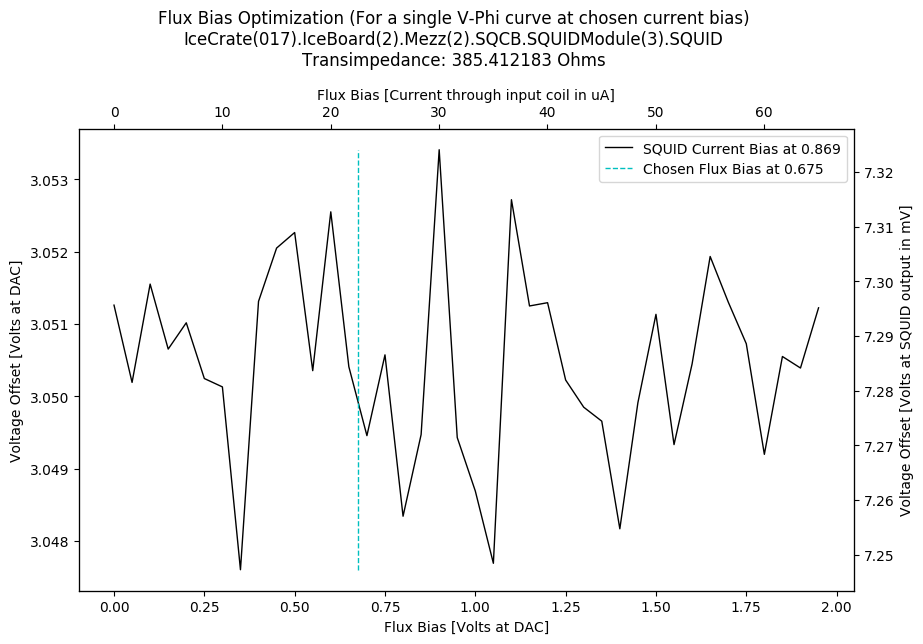 Flux Bias Optimization (For a single V-Phi curve at chosen current bias)
IceCrate(017).IceBoard(2).Mezz(2).SQCB.SQUIDModule(3).SQUID
Transimpedance: 385.412183 Ohms
Flux Bias [Current through input coil in uA]
0 10 20 30 40 50 60
SQUID Current Bias at 0.869
Chosen Flux Bias at 0.675
Voltage Offset [Volts at DAC]
3.053
3.052
3.051
3.050
3.049
3.048
7.32
7.31
7.30
7.29
7.28
7.27
7.26
7.25
Voltage Offset [Volts at SQUID output in mV]
0.00 0.25 0.50 0.75 1.00 1.25 1.50 1.75 2.00
Flux Bias [Volts at DAC]